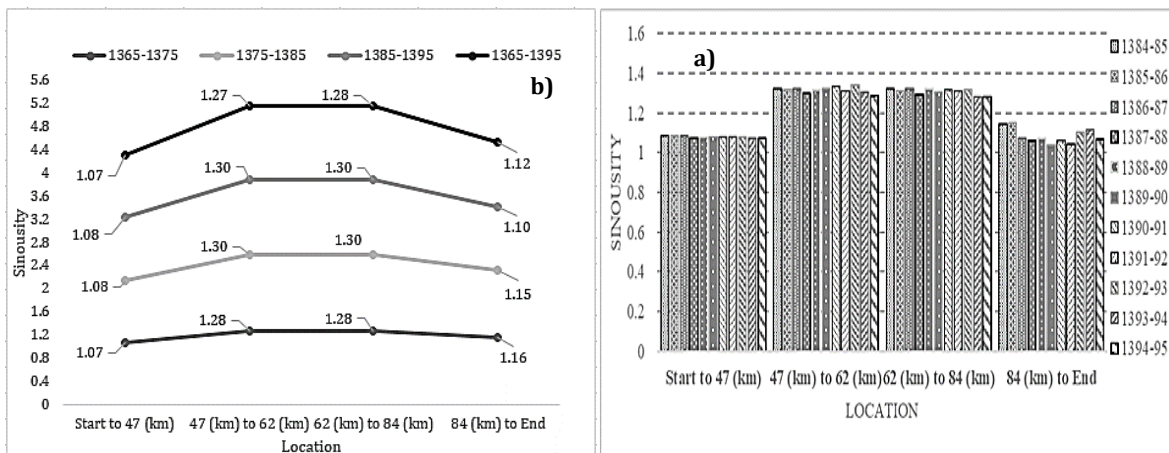 1365-1375 1375-1385 1385-1395 1365-1395
b)
5.6
5.2
4.8
4.4
4
3.6
3.2
2.8
2.4
2
1.6
1.2
0.8
0.4
0
Sinousity
1.07 1.27 1.28 1.12
1.08 1.30 1.30 1.10
1.08 1.30 1.30 1.15
1.07 1.28 1.28 1.16
Start to 47 (km) 47 (km) to 62 (km) 62 (km) to 84 (km) 84 (km) to End
Location
a)
1.6
1.4
1.2
1
0.8
0.6
0.4
0.2
0
SINOUSITY
Start to 47 (km) 47 (km) to 62 (km) 62 (km) to 84 (km) 84 (km) to End
LOCATION
1384-85
1385-86
1386-87
1387-88
1388-89
1389-90
1390-91
1391-92
1392-93
1393-94
1394-95